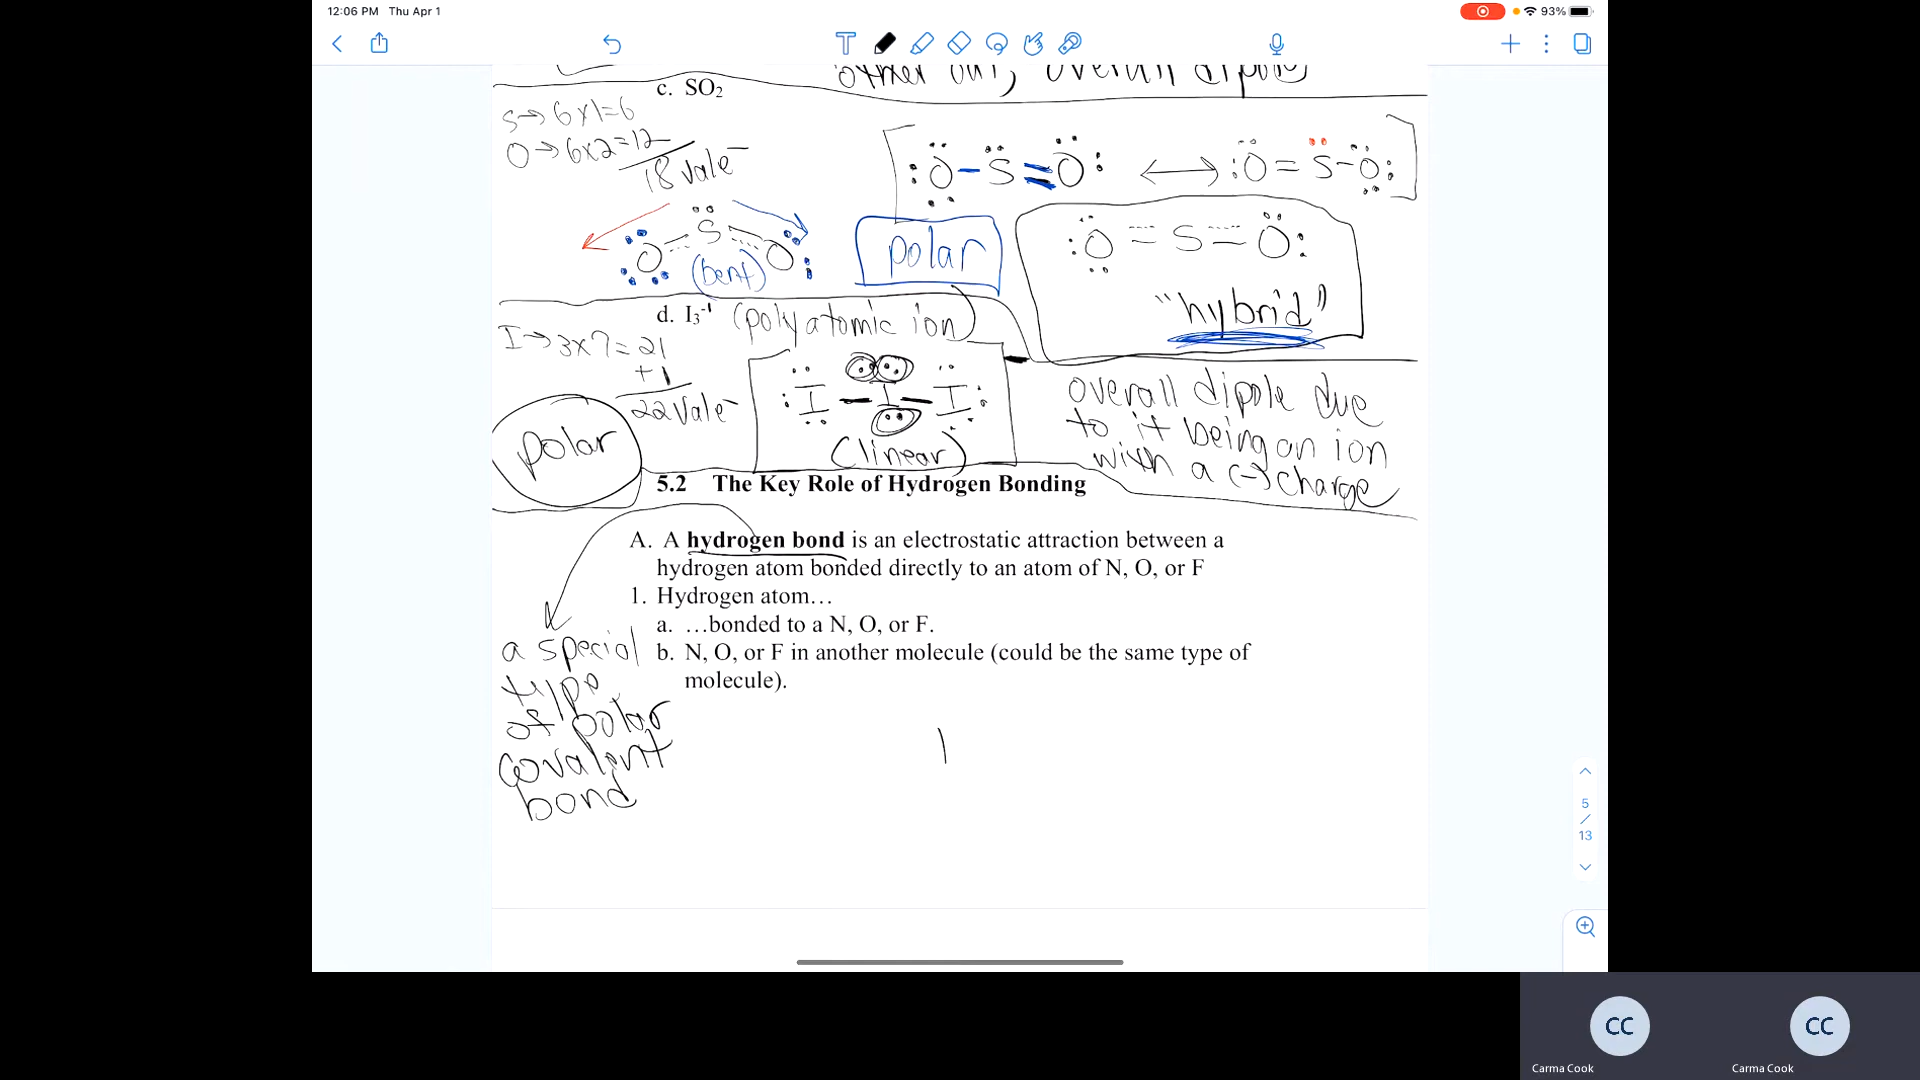 12:06 PM Thu Apr 1
93%
other out, overall dipole
c. SO₂
S→ 6x1=6
O→ 6x2=12
18 vale⁻
:O-S=O: ⟷ :O=S-O:
S
O O
(bent)
polar
:O=S=O:
"hybrid"
d. I₃⁻¹ (polyatomic ion)
I→3x7=21
+1
22 vale⁻
polar
:I-I-I:
(linear)
overall dipole due
to it being an ion
with a (-) charge
5.2 The Key Role of Hydrogen Bonding
A. A hydrogen bond is an electrostatic attraction between a
hydrogen atom bonded directly to an atom of N, O, or F
1. Hydrogen atom…
a. …bonded to a N, O, or F.
b. N, O, or F in another molecule (could be the same type of
molecule).
a special
type
of polar
covalent
bond
5
/
13
CC
CC
Carma Cook
Carma Cook